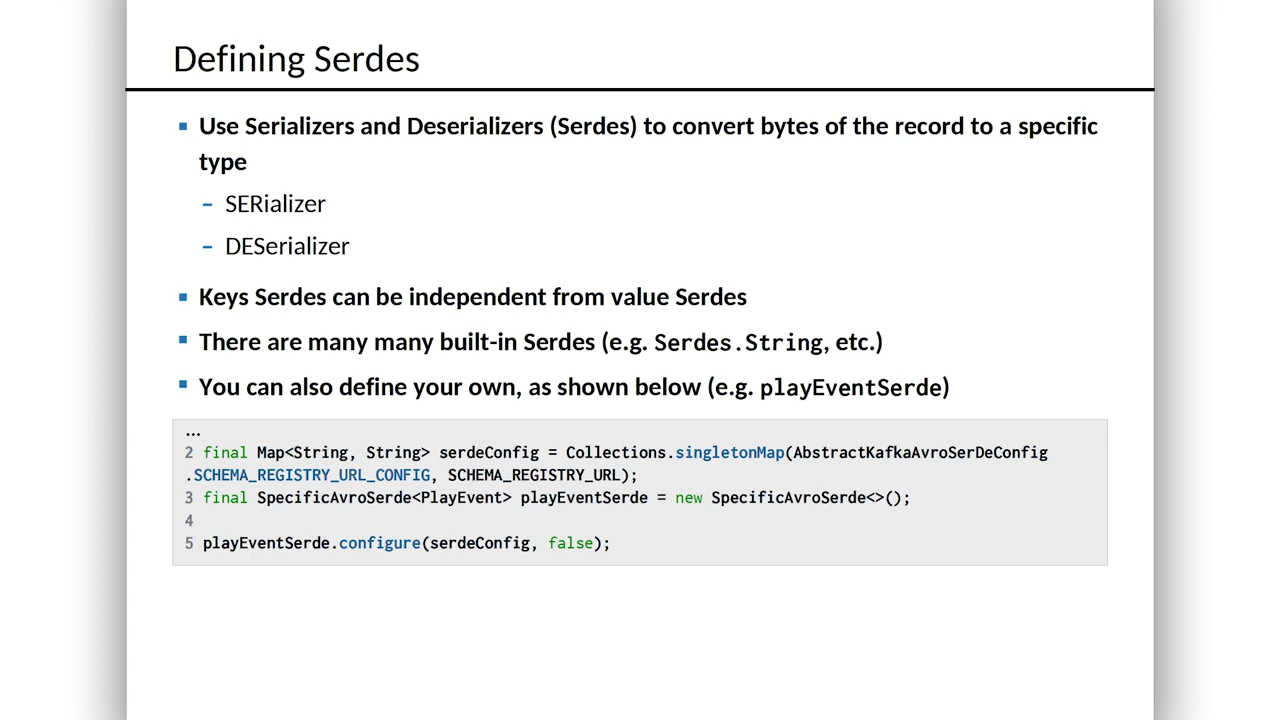 Defining Serdes
▪ Use Serializers and Deserializers (Serdes) to convert bytes of the record to a specific
type
– SERializer
– DESerializer
▪ Keys Serdes can be independent from value Serdes
▪ There are many many built-in Serdes (e.g. Serdes.String, etc.)
▪ You can also define your own, as shown below (e.g. playEventSerde)
...
2 final Map<String, String> serdeConfig = Collections.singletonMap(AbstractKafkaAvroSerDeConfig
.SCHEMA_REGISTRY_URL_CONFIG, SCHEMA_REGISTRY_URL);
3 final SpecificAvroSerde<PlayEvent> playEventSerde = new SpecificAvroSerde<>();
4
5 playEventSerde.configure(serdeConfig, false);